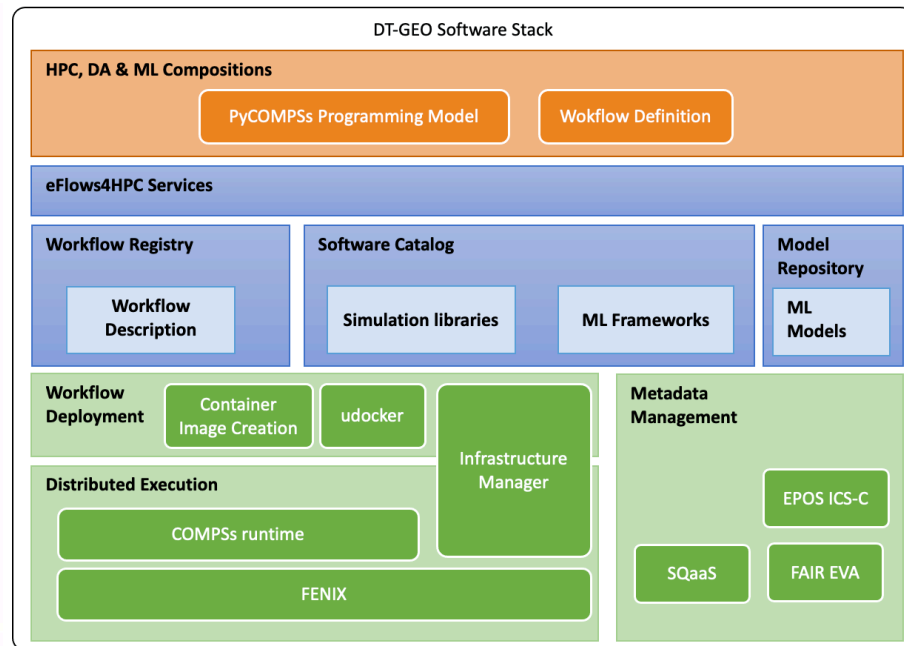 DT-GEO Software Stack
HPC, DA & ML Compositions
PyCOMPSs Programming Model
Wokflow Definition
eFlows4HPC Services
Workflow Registry
Workflow
Description
Software Catalog
Simulation libraries
ML Frameworks
Model
Repository
ML
Models
Workflow
Deployment
Container
Image Creation
udocker
Infrastructure
Manager
Distributed Execution
COMPSs runtime
FENIX
Metadada
Management
EPOS ICS-C
SQaaS
FAIR EVA